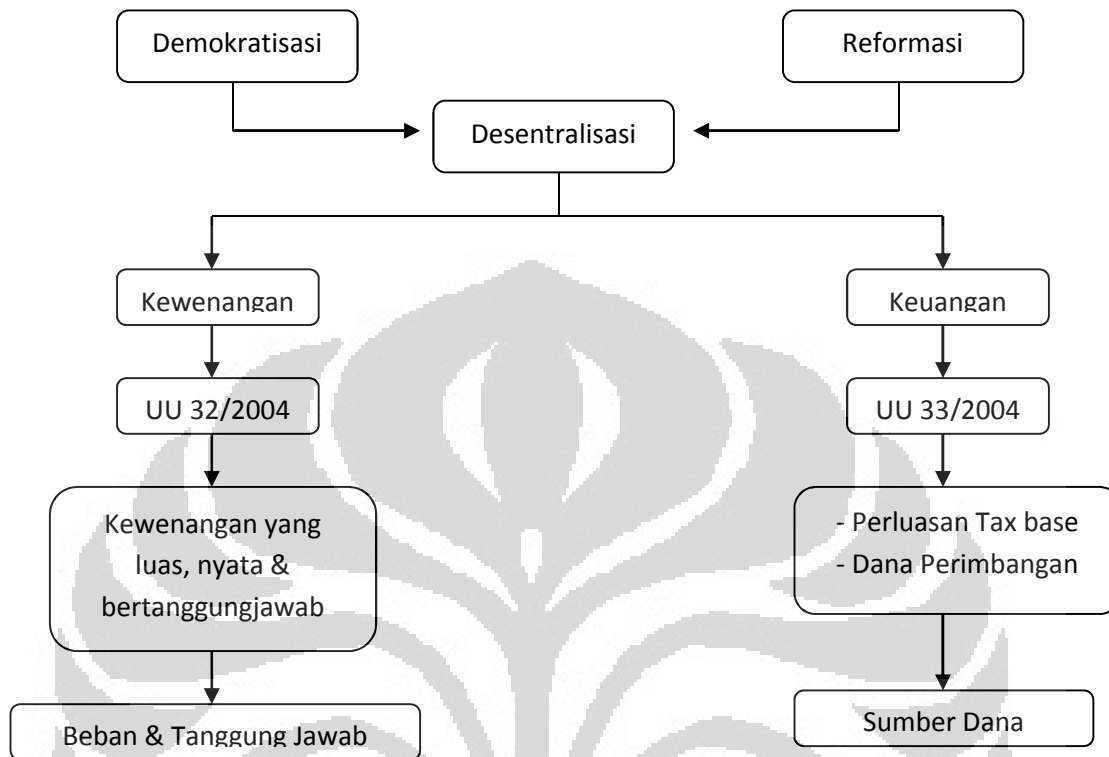 Demokratisasi
Reformasi
Desentralisasi
Kewenangan
Keuangan
UU 32/2004
UU 33/2004
Kewenangan yang
luas, nyata &
bertanggungjawab
- Perluasan Tax base
- Dana Perimbangan
Beban & Tanggung Jawab
Sumber Dana